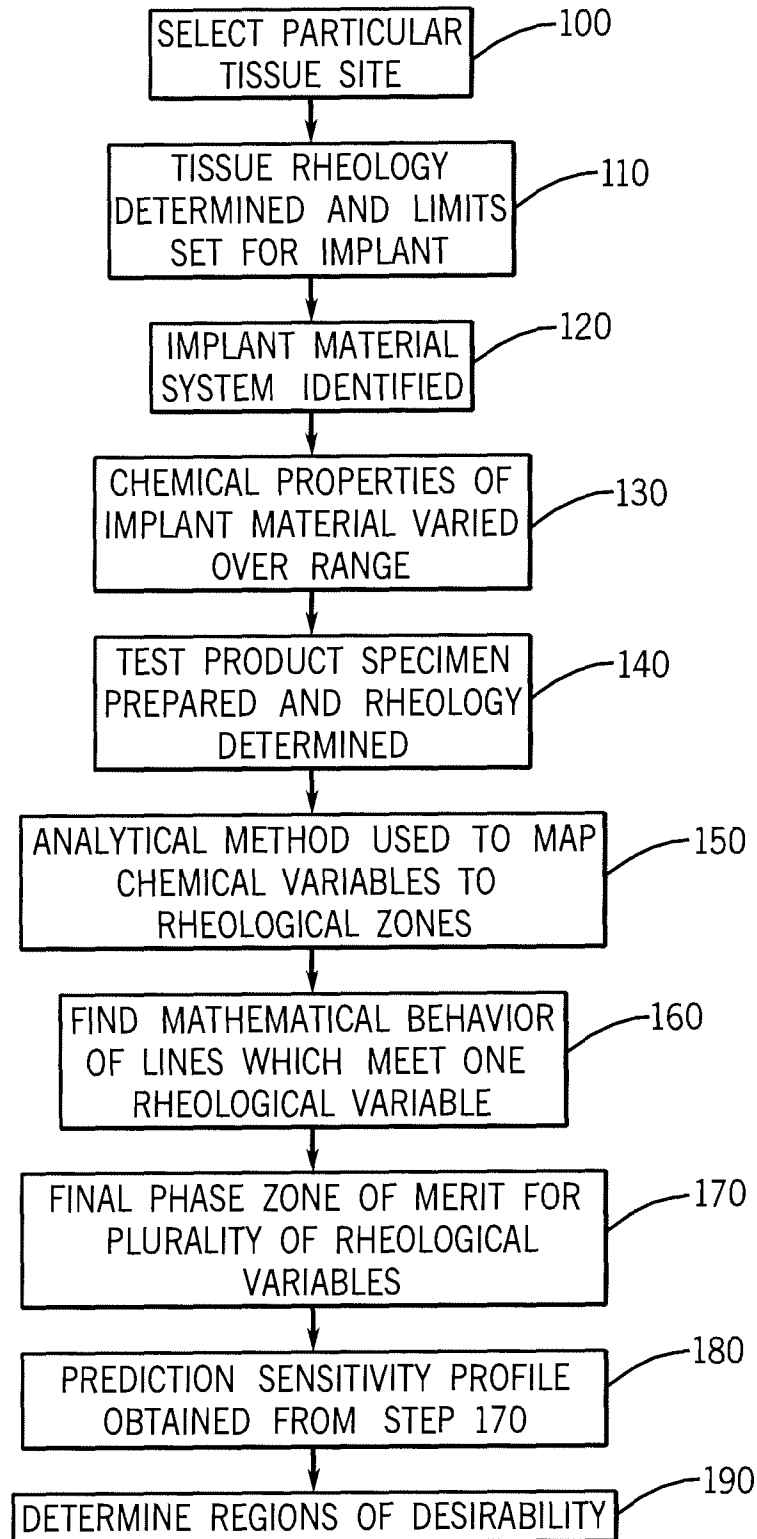 SELECT PARTICULAR
TISSUE SITE
100
TISSUE RHEOLOGY
DETERMINED AND LIMITS
SET FOR IMPLANT
110
IMPLANT MATERIAL
SYSTEM IDENTIFIED
120
CHEMICAL PROPERTIES OF
IMPLANT MATERIAL VARIED
OVER RANGE
130
TEST PRODUCT SPECIMEN
PREPARED AND RHEOLOGY
DETERMINED
140
ANALYTICAL METHOD USED TO MAP
CHEMICAL VARIABLES TO
RHEOLOGICAL ZONES
150
FIND MATHEMATICAL BEHAVIOR
OF LINES WHICH MEET ONE
RHEOLOGICAL VARIABLE
160
FINAL PHASE ZONE OF MERIT FOR
PLURALITY OF RHEOLOGICAL
VARIABLES
170
PREDICTION SENSITIVITY PROFILE
OBTAINED FROM STEP 170
180
DETERMINE REGIONS OF DESIRABILITY
190